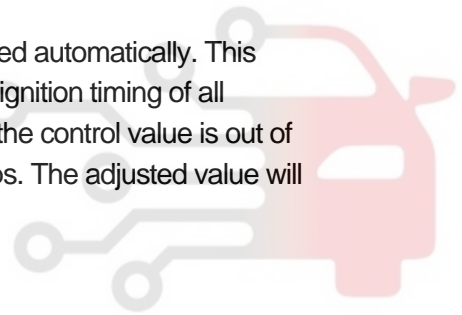 ed automatically. This
ignition timing of all
the control value is out of
os. The adjusted value will